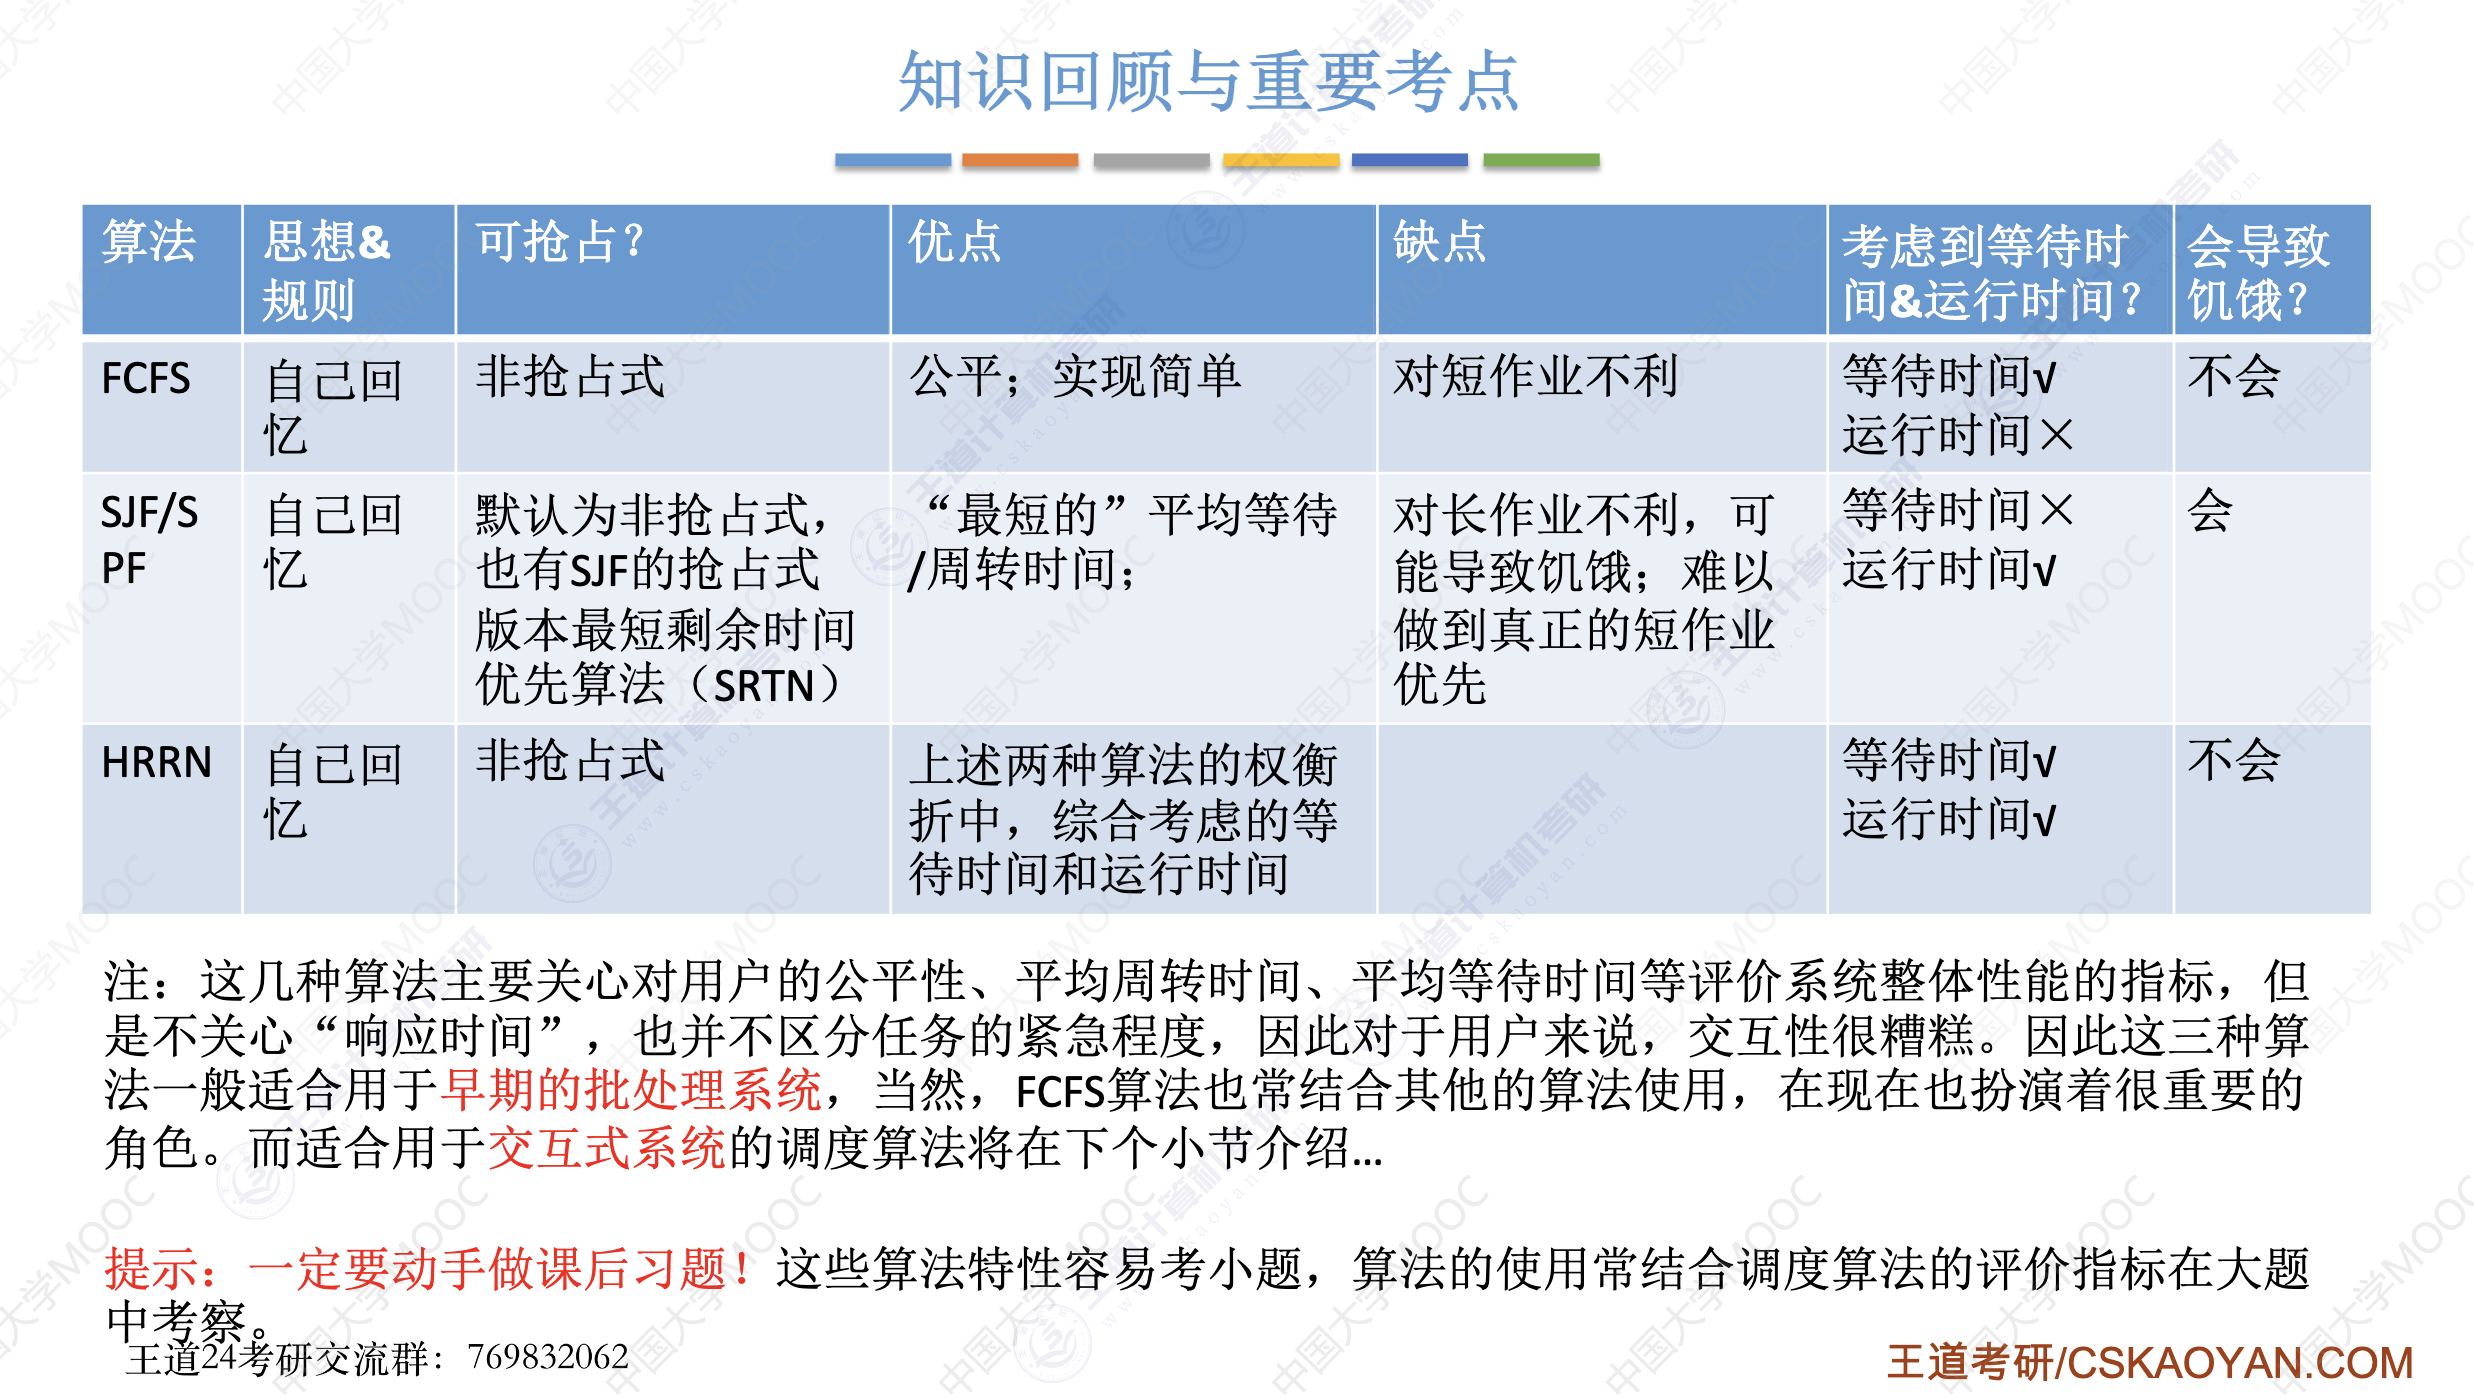 知识回顾与重要考点
算法
思想&
规则
可抢占？
优点
缺点
考虑到等待时
间&运行时间？
会导致
饥饿？
FCFS
自己回
忆
非抢占式
公平；实现简单
对短作业不利
等待时间√
运行时间×
不会
SJF/S
PF
自己回
忆
默认为非抢占式，
也有SJF的抢占式
版本最短剩余时间
优先算法（SRTN）
“最短的”平均等待
/周转时间；
对长作业不利，可
能导致饥饿；难以
做到真正的短作业
优先
等待时间×
运行时间√
会
HRRN
自己回
忆
非抢占式
上述两种算法的权衡
折中，综合考虑的等
待时间和运行时间
等待时间√
运行时间√
不会
注：这几种算法主要关心对用户的公平性、平均周转时间、平均等待时间等评价系统整体性能的指标，但
是不关心“响应时间”，也并不区分任务的紧急程度，因此对于用户来说，交互性很糟糕。因此这三种算
法一般适合用于早期的批处理系统，当然，FCFS算法也常结合其他的算法使用，在现在也扮演着很重要的
角色。而适合用于交互式系统的调度算法将在下个小节介绍...
提示：一定要动手做课后习题！这些算法特性容易考小题，算法的使用常结合调度算法的评价指标在大题
中考察。
王道24考研交流群：769832062
王道考研/CSKAOYAN.COM
中国大学MOOC
王道计算机考研
www.cskaoyan.com